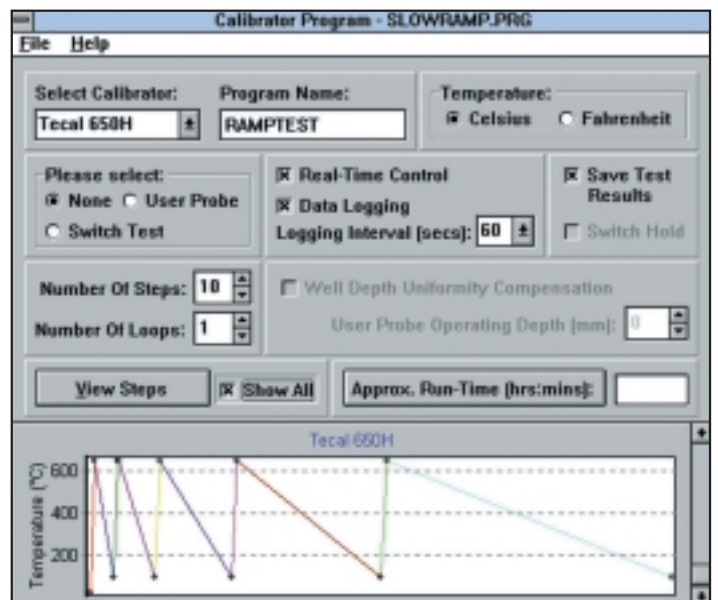 Calibrator Program - SLOWRAMP.PRG
File Help
Select Calibrator:
Tecal 650H
Program Name:
RAMPTEST
Temperature:
Celsius Fahrenheit
Please select:
None User Probe
Switch Test
Real-Time Control
Data Logging
Logging Interval (secs): 60
Save Test
Results
Switch Hold
Number Of Steps: 10
Number Of Loops: 1
Well Depth Uniformity Compensation
User Probe Operating Depth (mm): 0
View Steps
Show All
Approx. Run-Time (hrs:mins):
Tecal 650H
Temperature (°C)
600
400
200